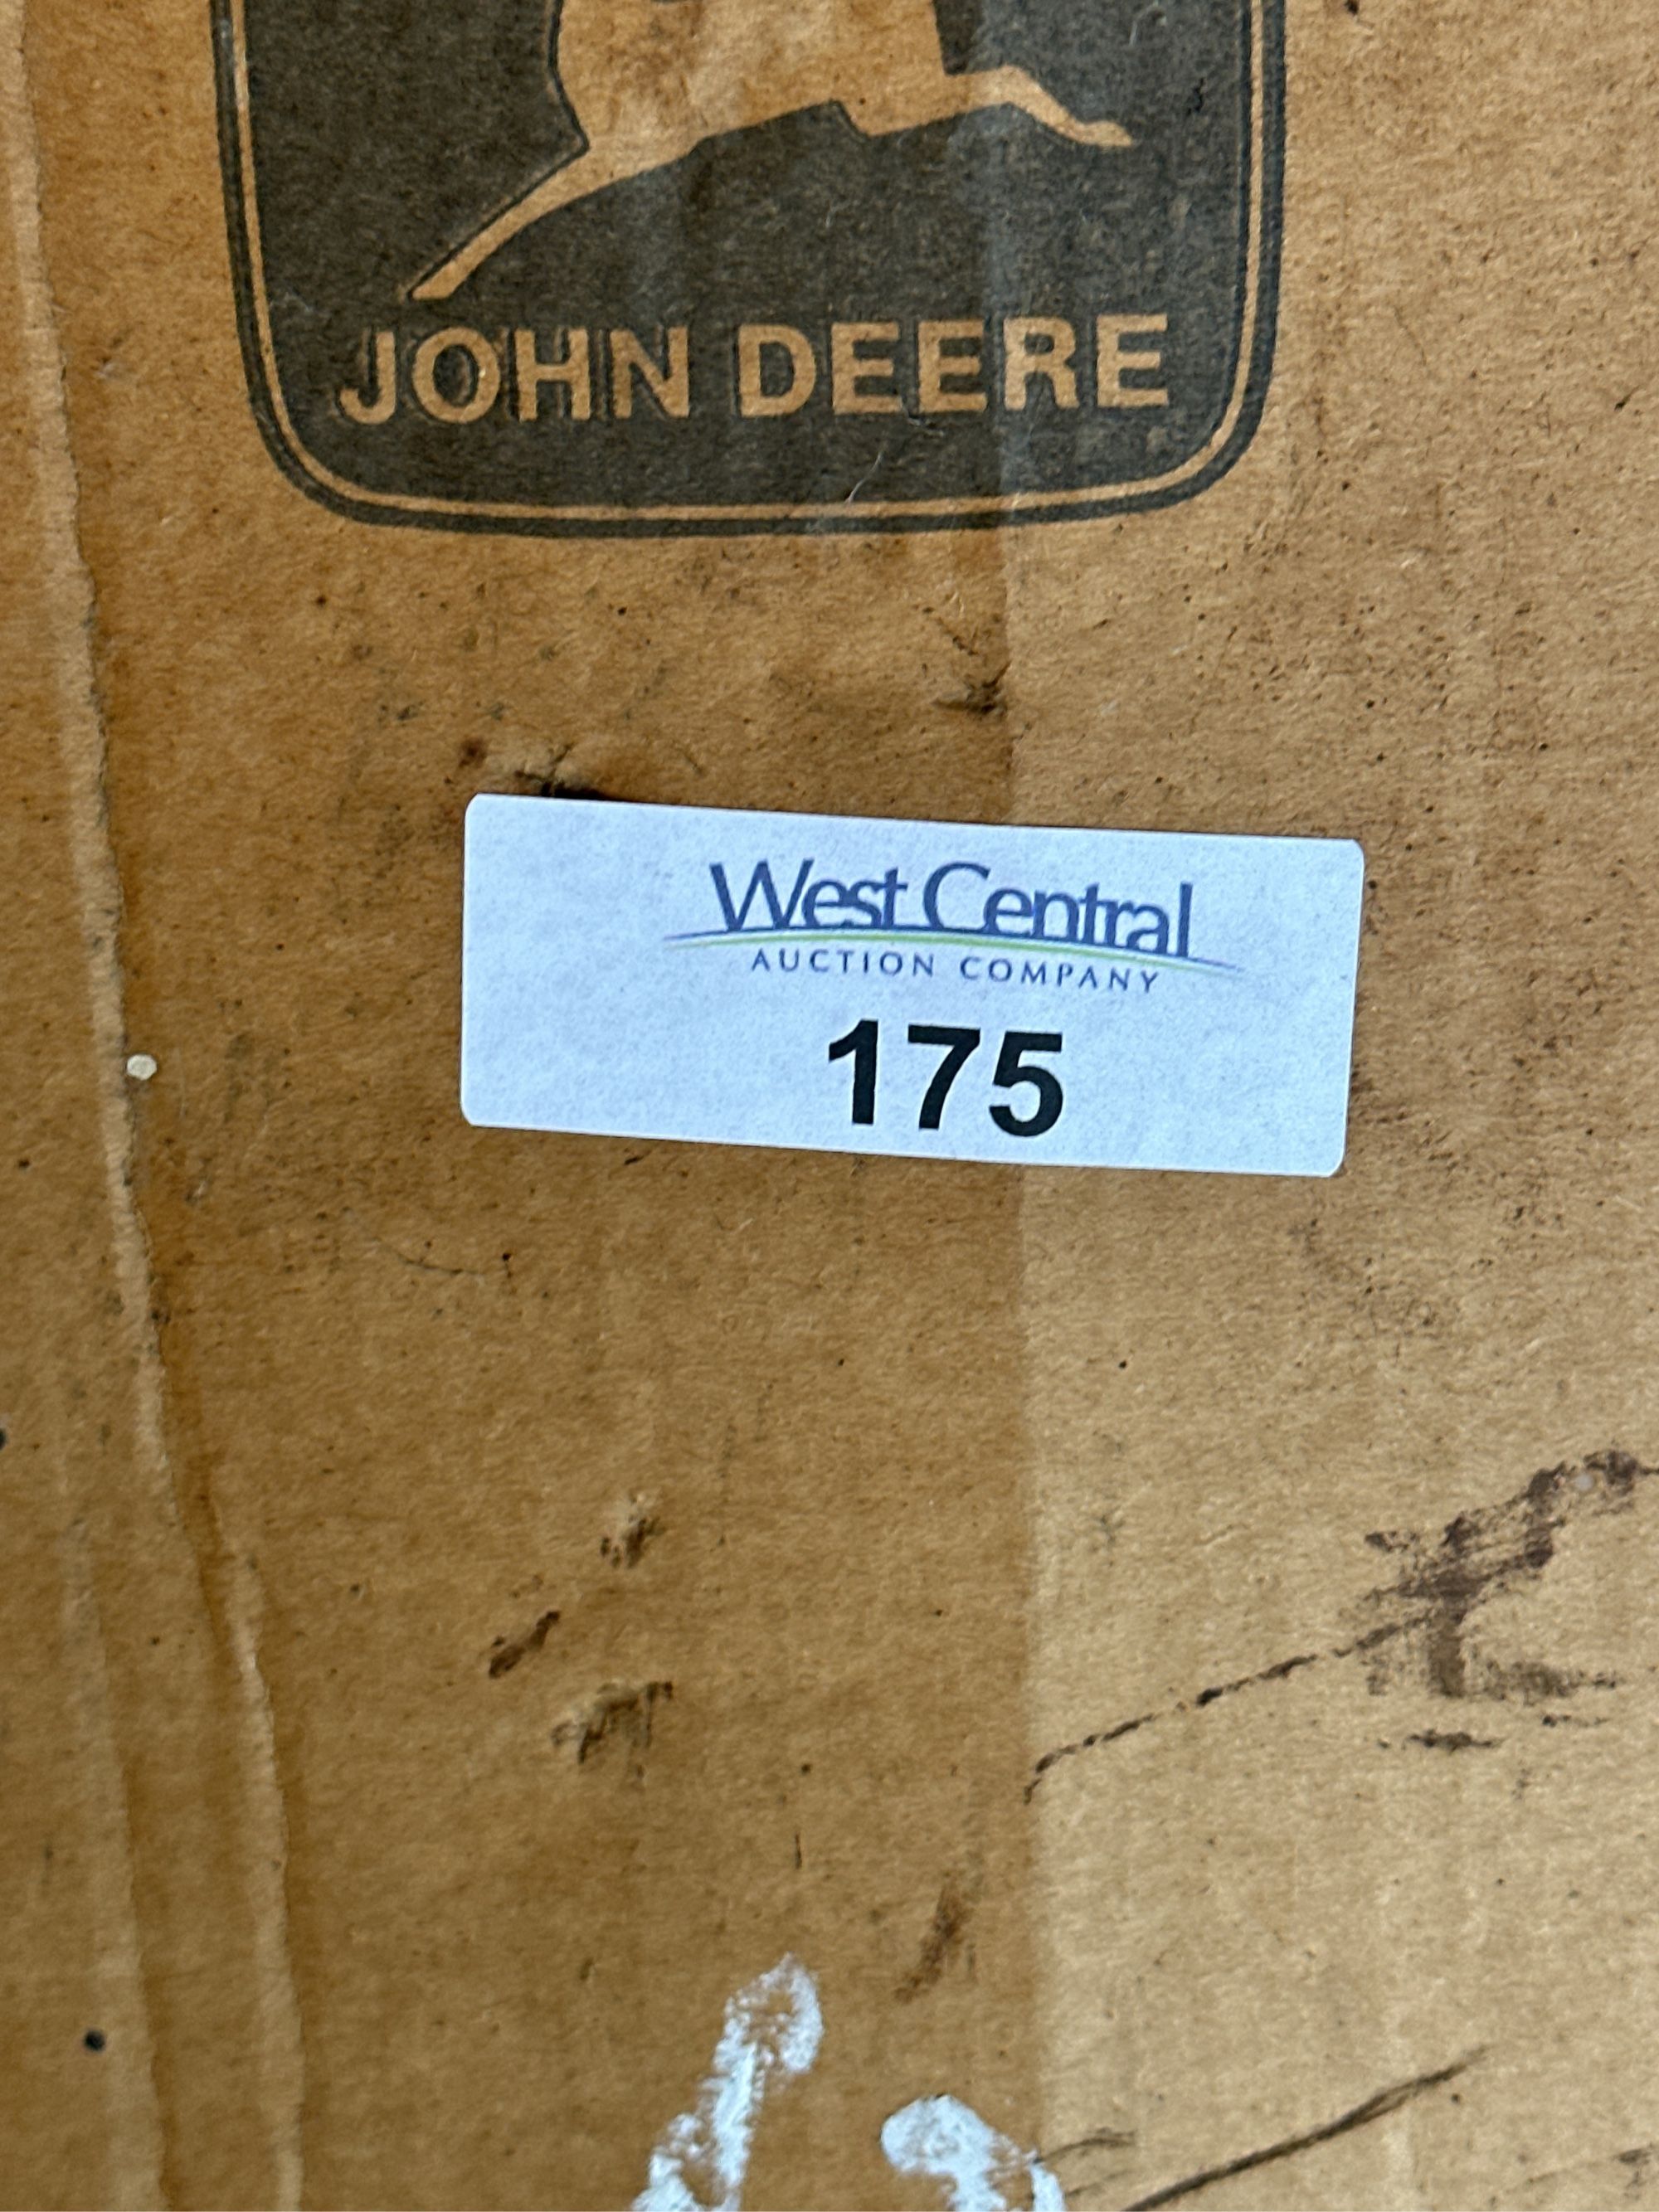 JOHN DEERE
West Central
AUCTION COMPANY
175